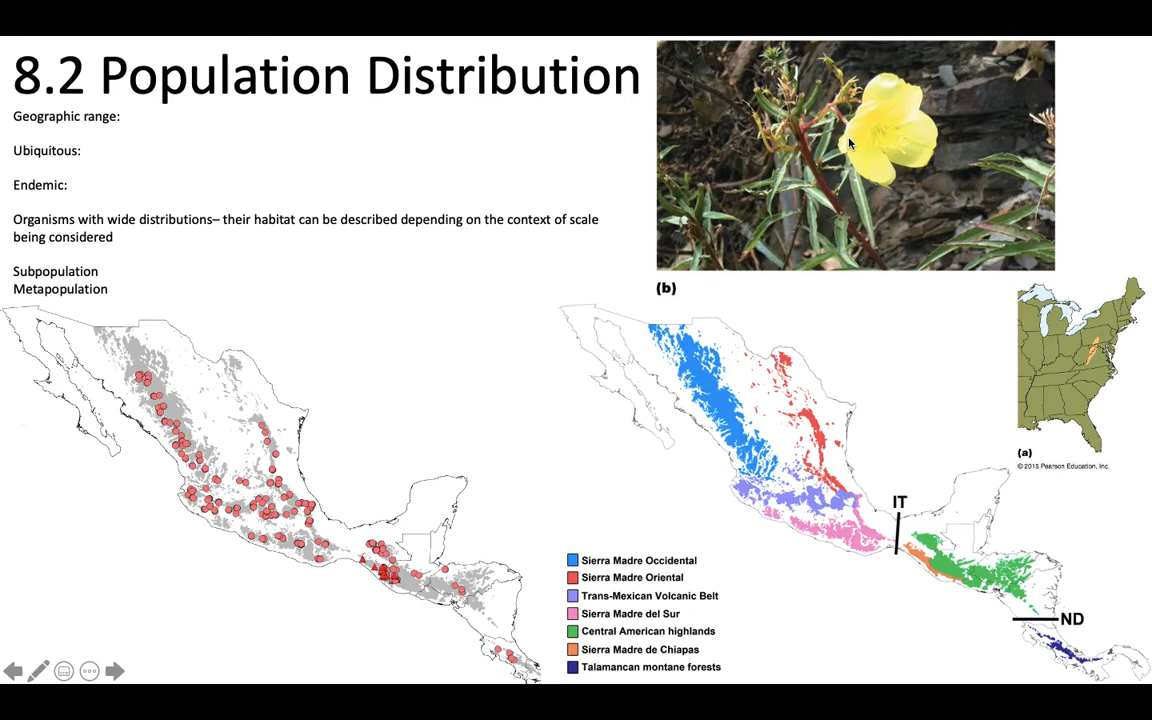 8.2 Population Distribution
Geographic range:
Ubiquitous:
Endemic:
Organisms with wide distributions– their habitat can be described depending on the context of scale
being considered
Subpopulation
Metapopulation
(b)
(a)
© 2015 Pearson Education, Inc.
IT
ND
Sierra Madre Occidental
Sierra Madre Oriental
Trans-Mexican Volcanic Belt
Sierra Madre del Sur
Central American highlands
Sierra Madre de Chiapas
Talamancan montane forests